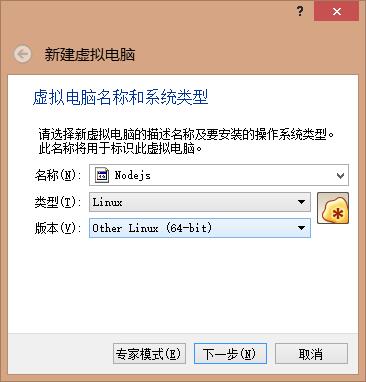 ?
新建虚拟电脑
虚拟电脑名称和系统类型
请选择新虚拟电脑的描述名称及要安装的操作系统类型。
此名称将用于标识此虚拟电脑。
名称(N): Nodejs
类型(T): Linux
版本(V): Other Linux (64-bit)
专家模式(E) 下一步(N) 取消